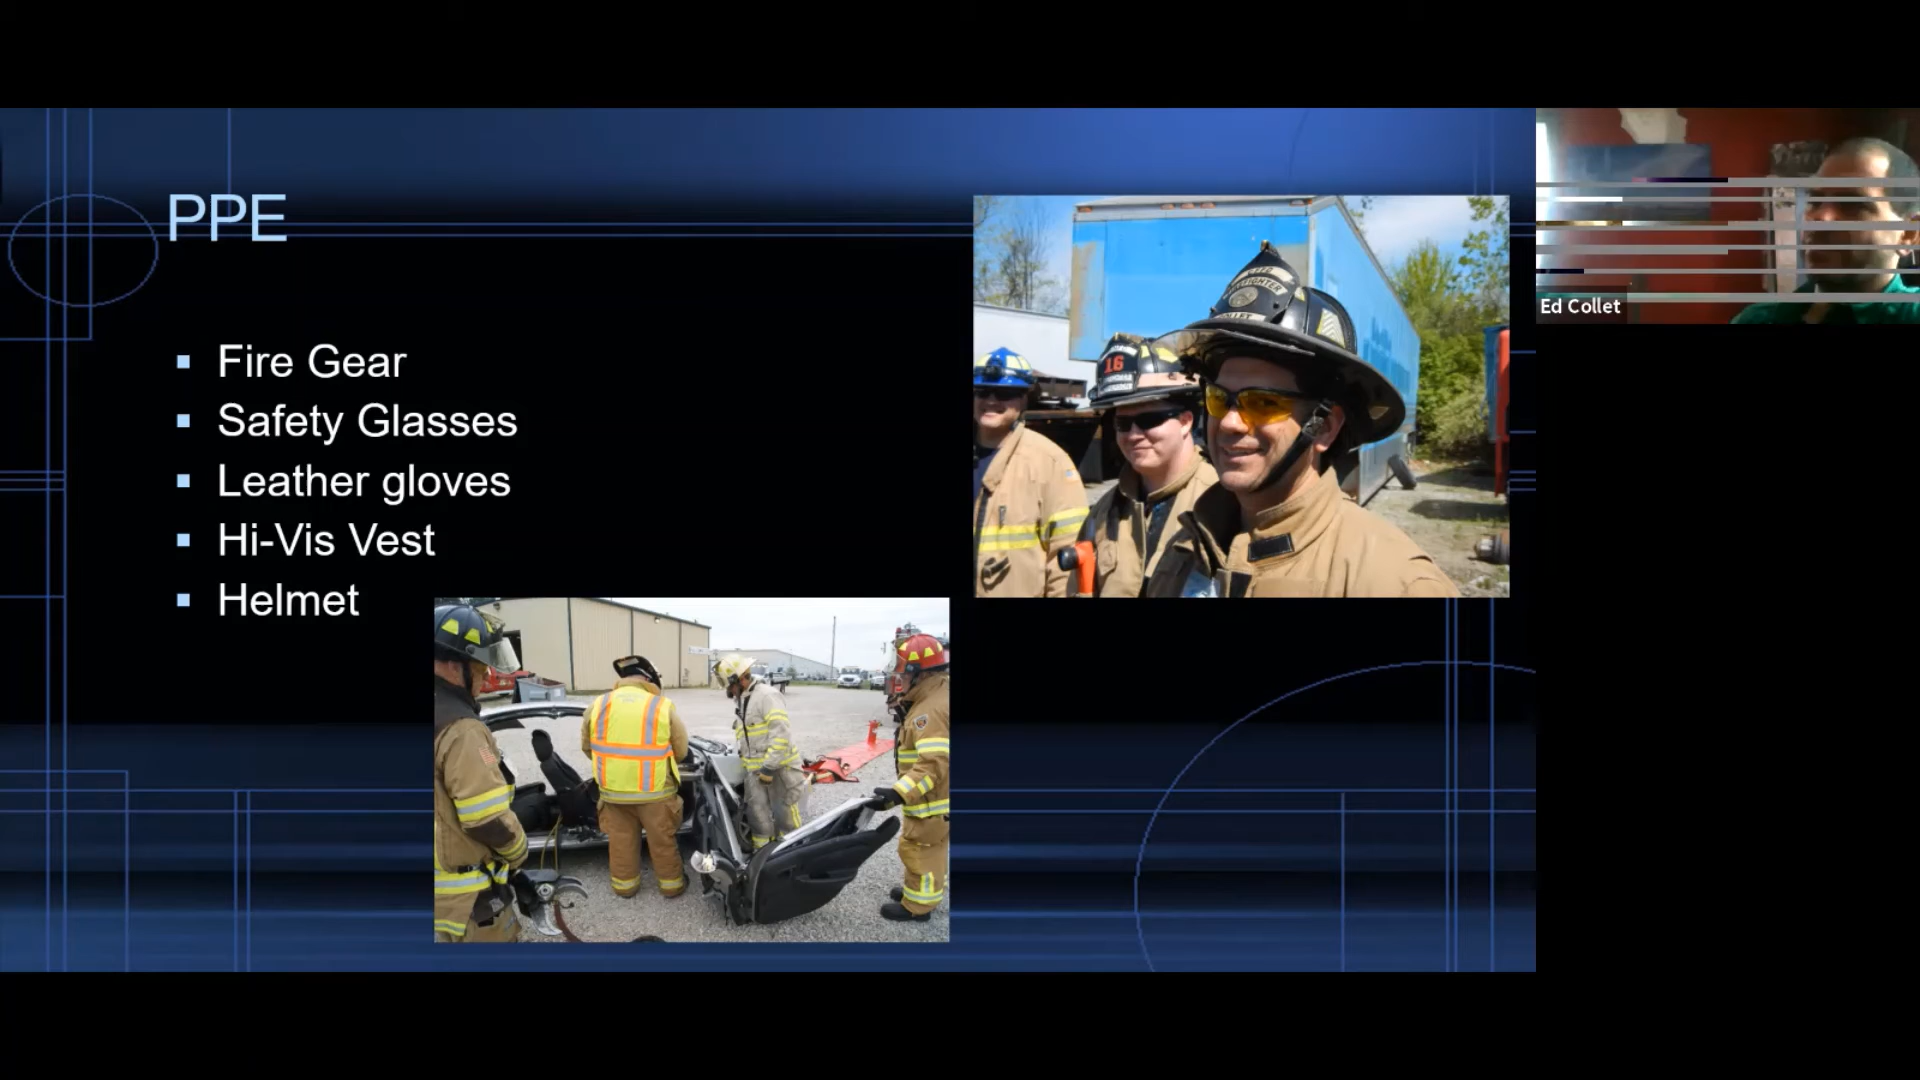 PPE
Fire Gear
Safety Glasses
Leather gloves
Hi-Vis Vest
Helmet
16
Ed Collet